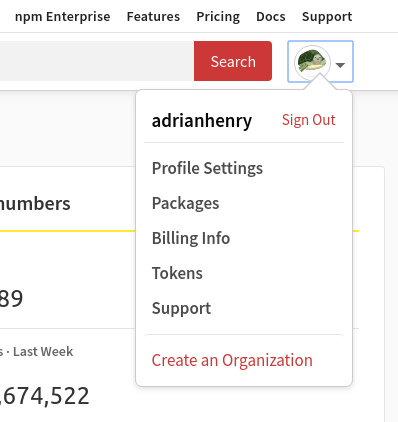 npm Enterprise Features Pricing Docs Support
Search
adrianhenry Sign Out
Profile Settings
numbers
Packages
Billing Info
Tokens
89
Support
s · Last Week
Create an Organization
,674,522